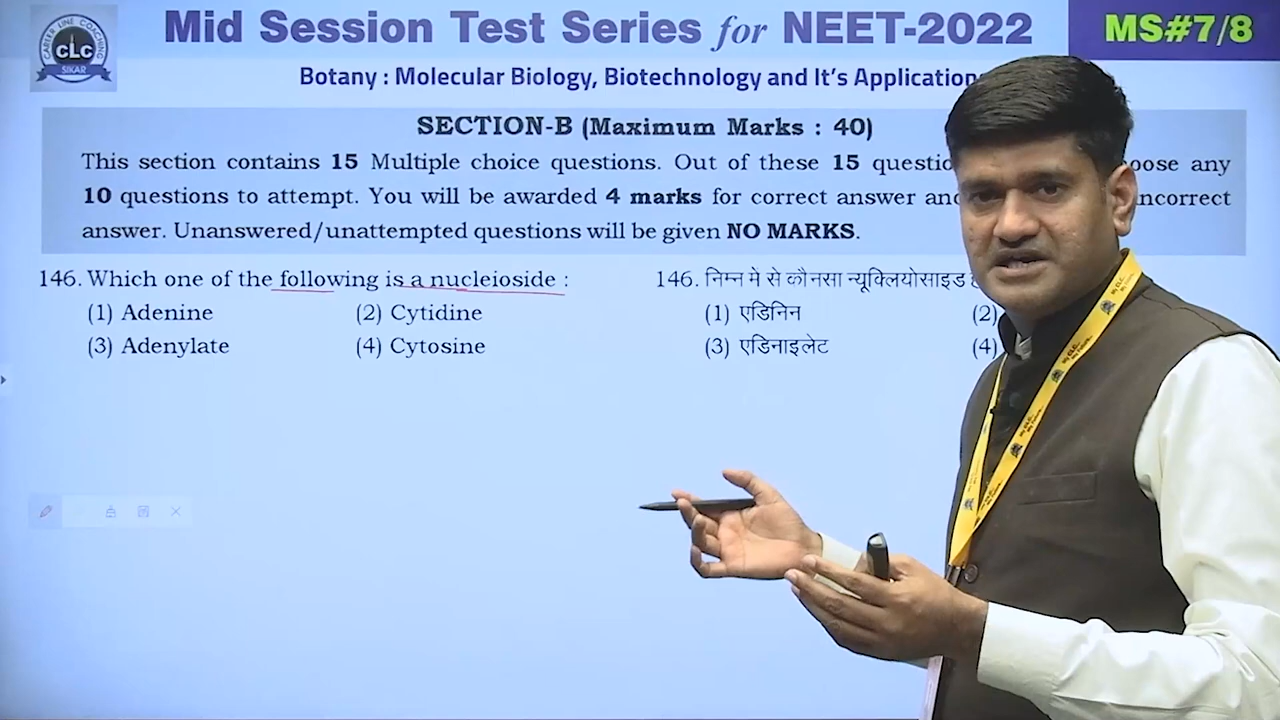 Mid Session Test Series for NEET-2022
MS#7/8
CAREER LINE COACHING
CLC
SIKAR
Botany : Molecular Biology, Biotechnology and It's Application
SECTION-B (Maximum Marks : 40)
This section contains 15 Multiple choice questions. Out of these 15 questio oose any
10 questions to attempt. You will be awarded 4 marks for correct answer and ncorrect
answer. Unanswered/unattempted questions will be given NO MARKS.
146. Which one of the following is a nucleioside :
(1) Adenine (2) Cytidine
(3) Adenylate (4) Cytosine
146. निम्न मे से कौनसा न्यूक्लियोसाइड
(1) एडिनिन (2)
(3) एडिनाइलेट (4)